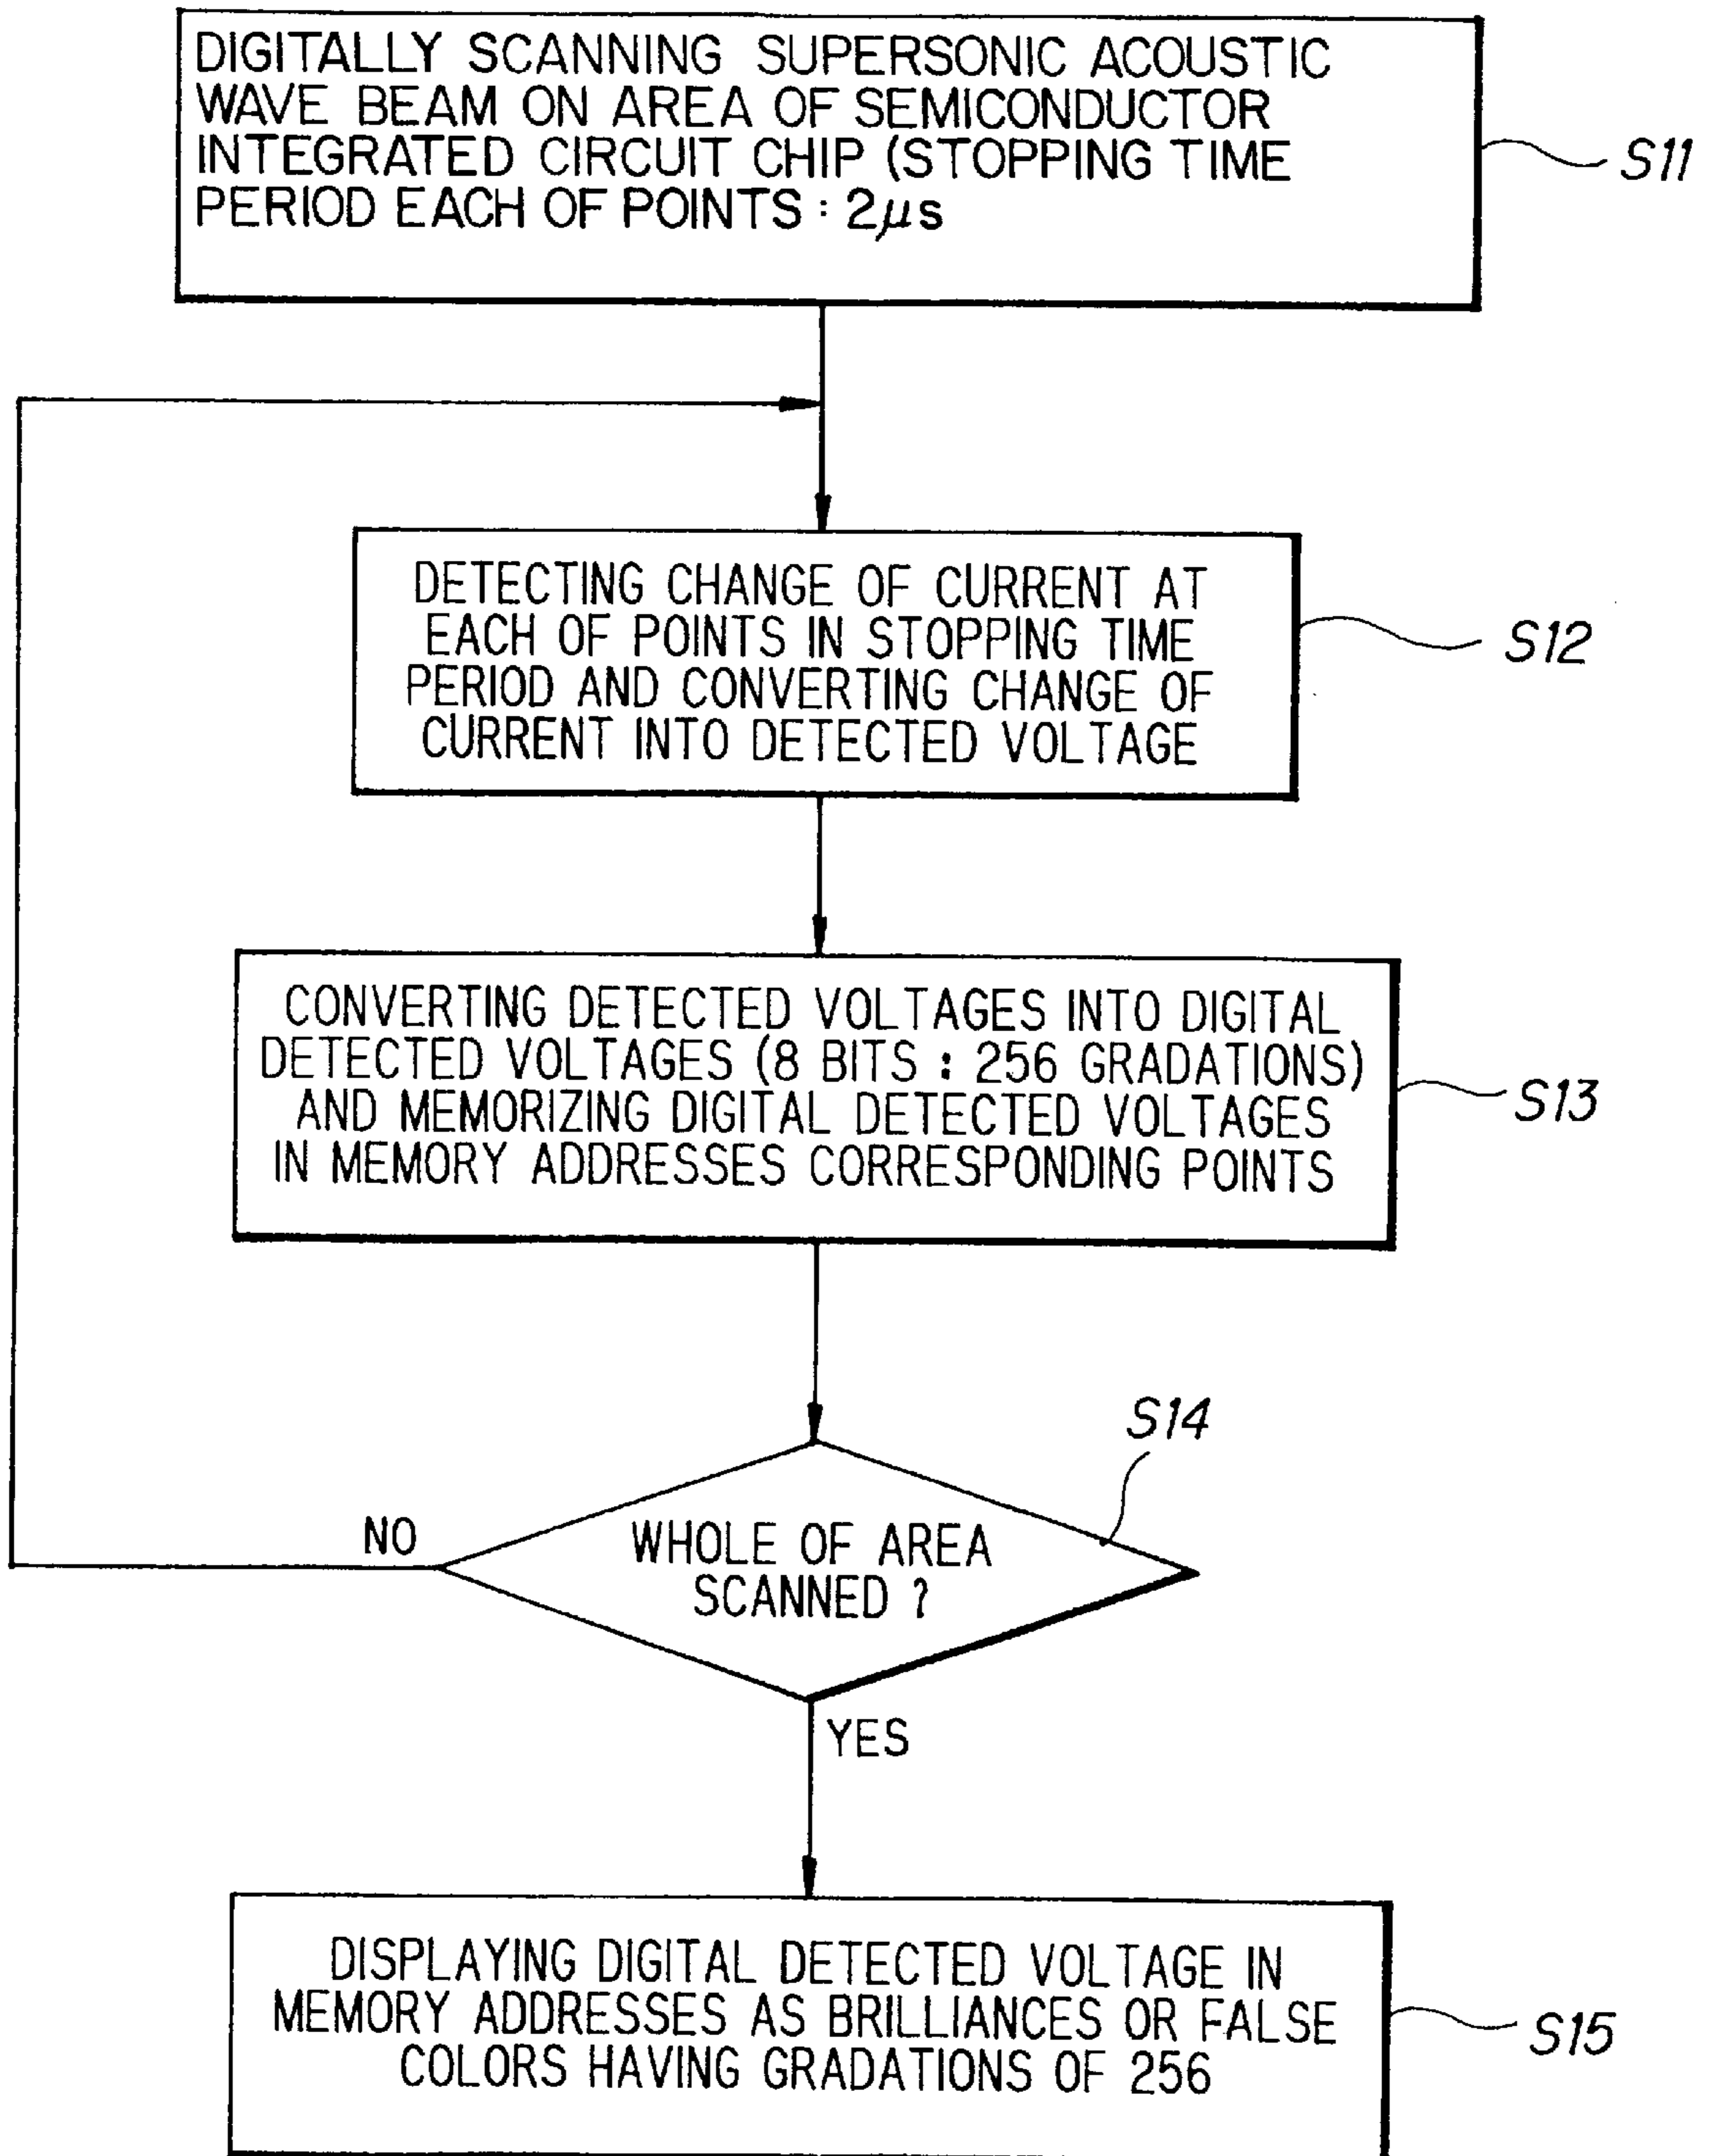 DIGITALLY SCANNING SUPERSONIC ACOUSTIC
WAVE BEAM ON AREA OF SEMICONDUCTOR
INTEGRATED CIRCUIT CHIP (STOPPING TIME
PERIOD EACH OF POINTS : 2μs
S11
DETECTING CHANGE OF CURRENT AT
EACH OF POINTS IN STOPPING TIME
PERIOD AND CONVERTING CHANGE OF
CURRENT INTO DETECTED VOLTAGE
S12
CONVERTING DETECTED VOLTAGES INTO DIGITAL
DETECTED VOLTAGES (8 BITS : 256 GRADATIONS)
AND MEMORIZING DIGITAL DETECTED VOLTAGES
IN MEMORY ADDRESSES CORRESPONDING POINTS
S13
S14
NO
WHOLE OF AREA
SCANNED ?
YES
DISPLAYING DIGITAL DETECTED VOLTAGE IN
MEMORY ADDRESSES AS BRILLIANCES OR FALSE
COLORS HAVING GRADATIONS OF 256
S15